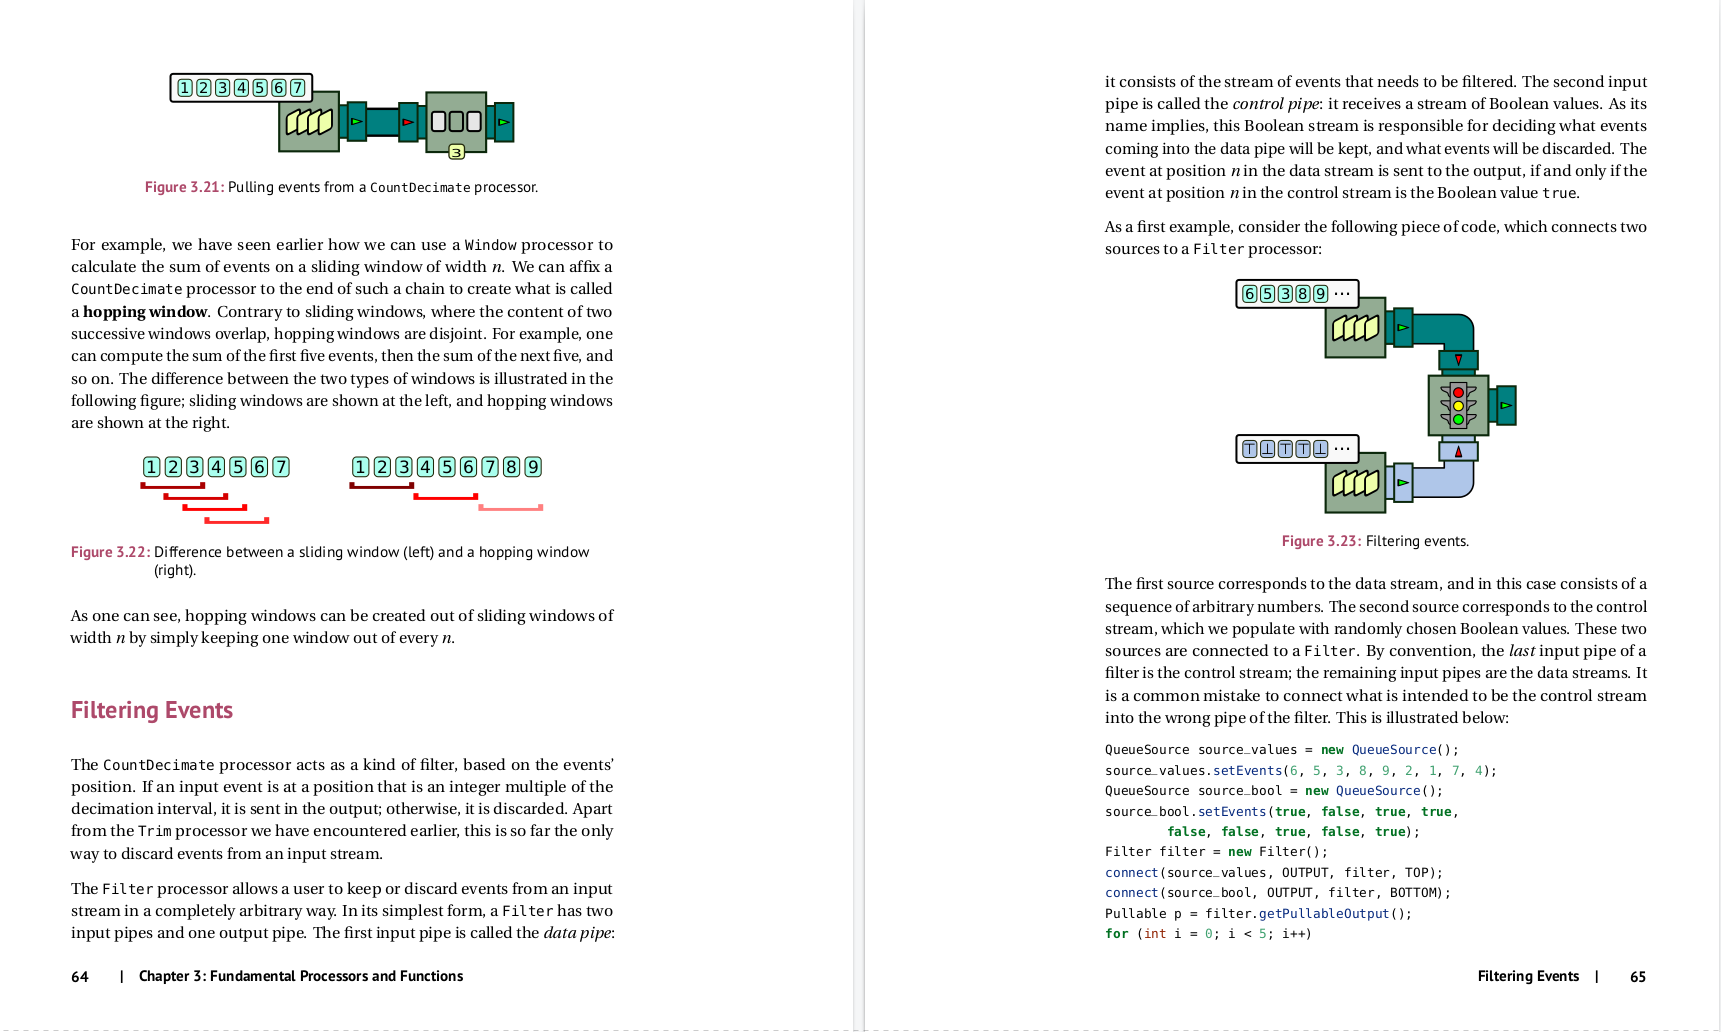 1 2 3 4 5 6 7
3
Figure 3.21: Pulling events from a CountDecimate processor.
For example, we have seen earlier how we can use a Window processor to
calculate the sum of events on a sliding window of width n. We can affix a
CountDecimate processor to the end of such a chain to create what is called
a hopping window. Contrary to sliding windows, where the content of two
successive windows overlap, hopping windows are disjoint. For example, one
can compute the sum of the first five events, then the sum of the next five, and
so on. The difference between the two types of windows is illustrated in the
following figure; sliding windows are shown at the left, and hopping windows
are shown at the right.
1 2 3 4 5 6 7
1 2 3 4 5 6 7 8 9
Figure 3.22: Difference between a sliding window (left) and a hopping window
(right).
As one can see, hopping windows can be created out of sliding windows of
width n by simply keeping one window out of every n.
Filtering Events
The CountDecimate processor acts as a kind of filter, based on the events’
position. If an input event is at a position that is an integer multiple of the
decimation interval, it is sent in the output; otherwise, it is discarded. Apart
from the Trim processor we have encountered earlier, this is so far the only
way to discard events from an input stream.
The Filter processor allows a user to keep or discard events from an input
stream in a completely arbitrary way. In its simplest form, a Filter has two
input pipes and one output pipe. The first input pipe is called the data pipe:
64 | Chapter 3: Fundamental Processors and Functions
it consists of the stream of events that needs to be filtered. The second input
pipe is called the control pipe: it receives a stream of Boolean values. As its
name implies, this Boolean stream is responsible for deciding what events
coming into the data pipe will be kept, and what events will be discarded. The
event at position n in the data stream is sent to the output, if and only if the
event at position n in the control stream is the Boolean value true.
As a first example, consider the following piece of code, which connects two
sources to a Filter processor:
6 5 3 8 9 ⋯
⊤ ⊥ ⊤ ⊤ ⊥ ⋯
Figure 3.23: Filtering events.
The first source corresponds to the data stream, and in this case consists of a
sequence of arbitrary numbers. The second source corresponds to the control
stream, which we populate with randomly chosen Boolean values. These two
sources are connected to a Filter. By convention, the last input pipe of a
filter is the control stream; the remaining input pipes are the data streams. It
is a common mistake to connect what is intended to be the control stream
into the wrong pipe of the filter. This is illustrated below:
QueueSource source_values = new QueueSource();
source_values.setEvents(6, 5, 3, 8, 9, 2, 1, 7, 4);
QueueSource source_bool = new QueueSource();
source_bool.setEvents(true, false, true, true,
false, false, true, false, true);
Filter filter = new Filter();
connect(source_values, OUTPUT, filter, TOP);
connect(source_bool, OUTPUT, filter, BOTTOM);
Pullable p = filter.getPullableOutput();
for (int i = 0; i < 5; i++)
Filtering Events | 65